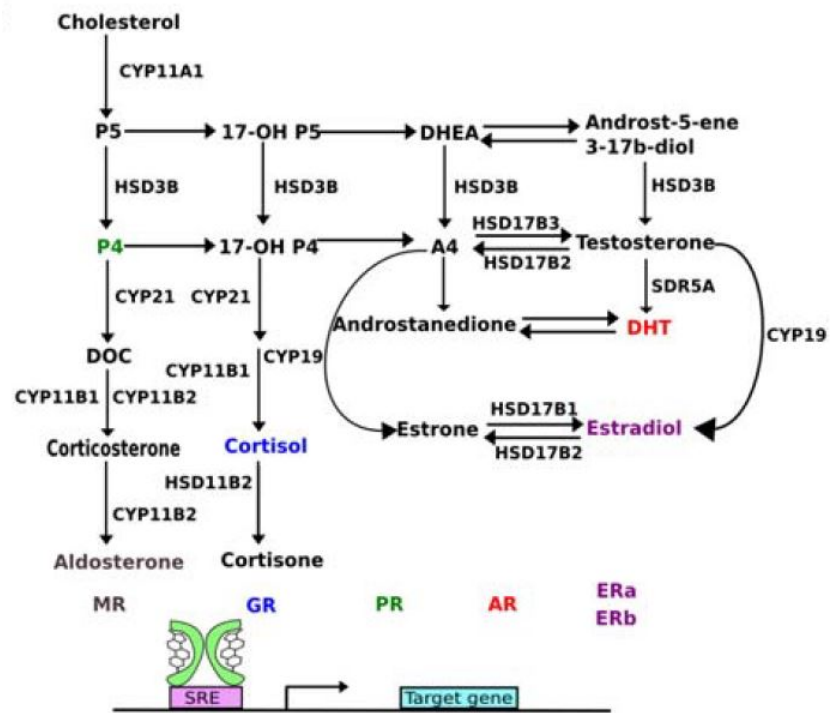 Cholesterol
CYP11A1
P5
17-OH P5
DHEA
Androst-5-ene
3-17b-diol
HSD3B
HSD3B
HSD3B
HSD3B
HSD17B3
P4
17-OH P4
A4
Testosterone
HSD17B2
CYP21
CYP21
SDR5A
Androstanedione
DHT
CYP19
DOC
CYP19
CYP11B1
CYP11B1
CYP11B2
HSD17B1
Corticosterone
Cortisol
Estrone
Estradiol
HSD17B2
HSD11B2
CYP11B2
Aldosterone
Cortisone
MR
GR
PR
AR
ERa
ERb
SRE
Target gene